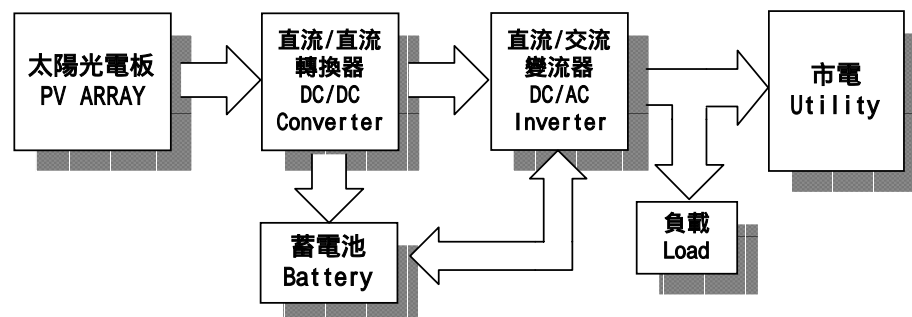 太陽光電板
PV ARRAY
直流/直流
轉換器
DC/DC
Converter
直流/交流
變流器
DC/AC
Inverter
市電
Utility
蓄電池
Battery
負載
Load